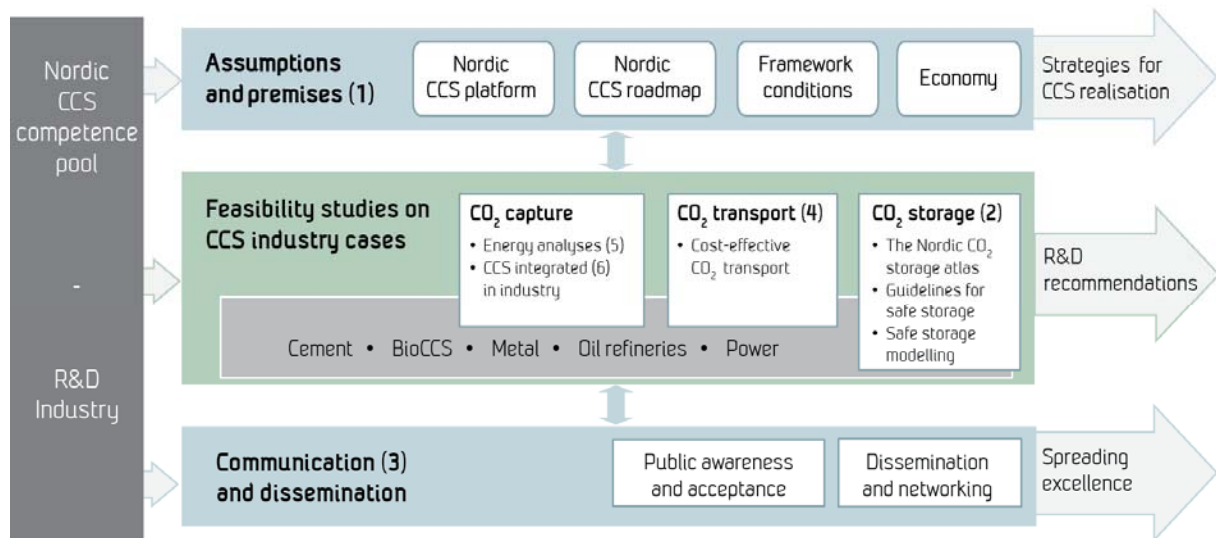 Nordic
CCS
competence
pool
-
R&D
Industry
Assumptions
and premises (1)
Nordic
CCS platform
Nordic
CCS roadmap
Framework
conditions
Economy
Strategies for
CCS realisation
Feasibility studies on
CCS industry cases
CO₂ capture
• Energy analyses (5)
• CCS integrated (6)
in industry
CO₂ transport (4)
• Cost-effective
CO₂ transport
CO₂ storage (2)
• The Nordic CO₂
storage atlas
• Guidelines for
safe storage
• Safe storage
modelling
Cement • BioCCS • Metal • Oil refineries • Power
R&D
recommendations
Communication (3)
and dissemination
Public awareness
and acceptance
Dissemination
and networking
Spreading
excellence